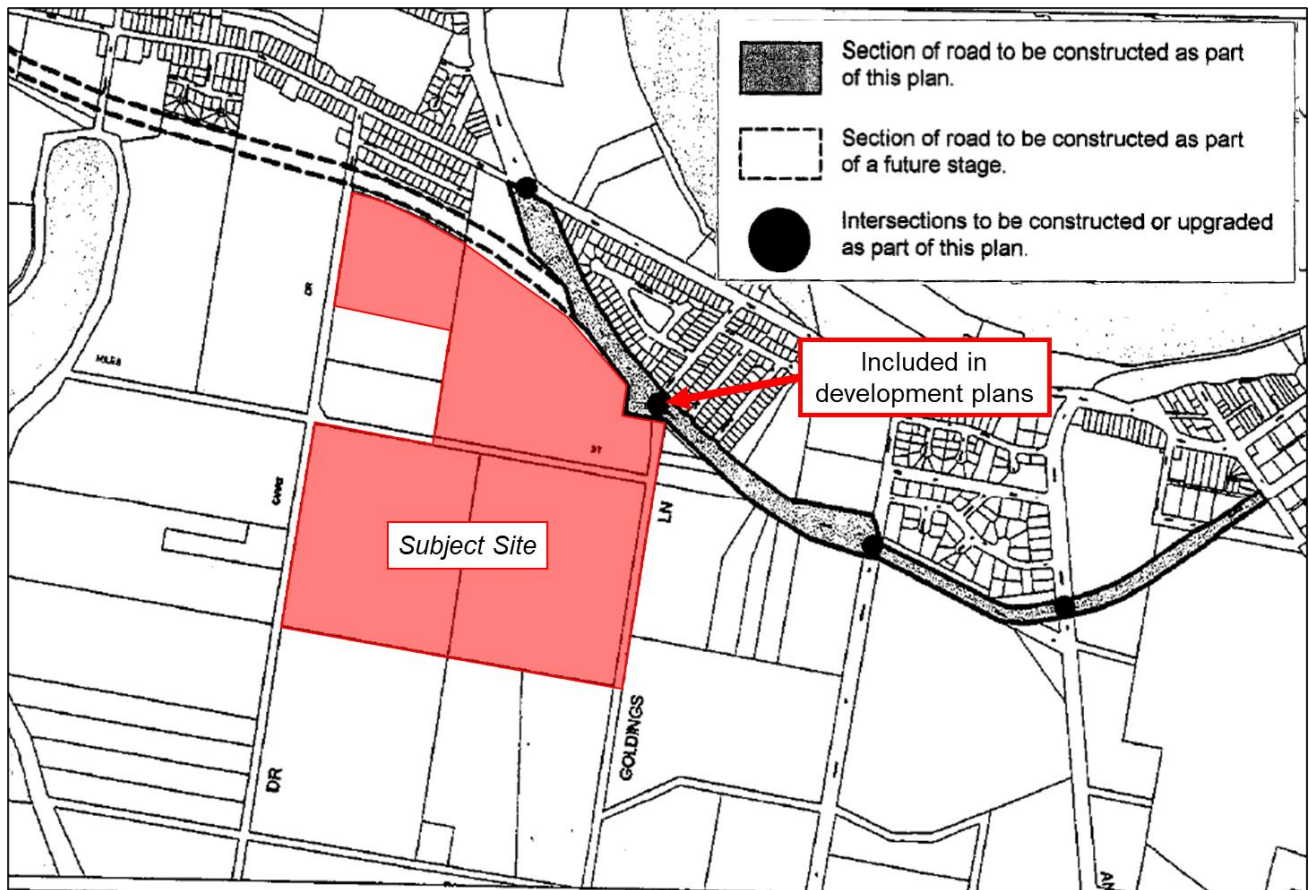 Section of road to be constructed as part
of this plan.
Section of road to be constructed as part
of a future stage.
Intersections to be constructed or upgraded
as part of this plan.
Included in
development plans
DR
ST
Subject Site
LN
GOLDINGS
DR
AN